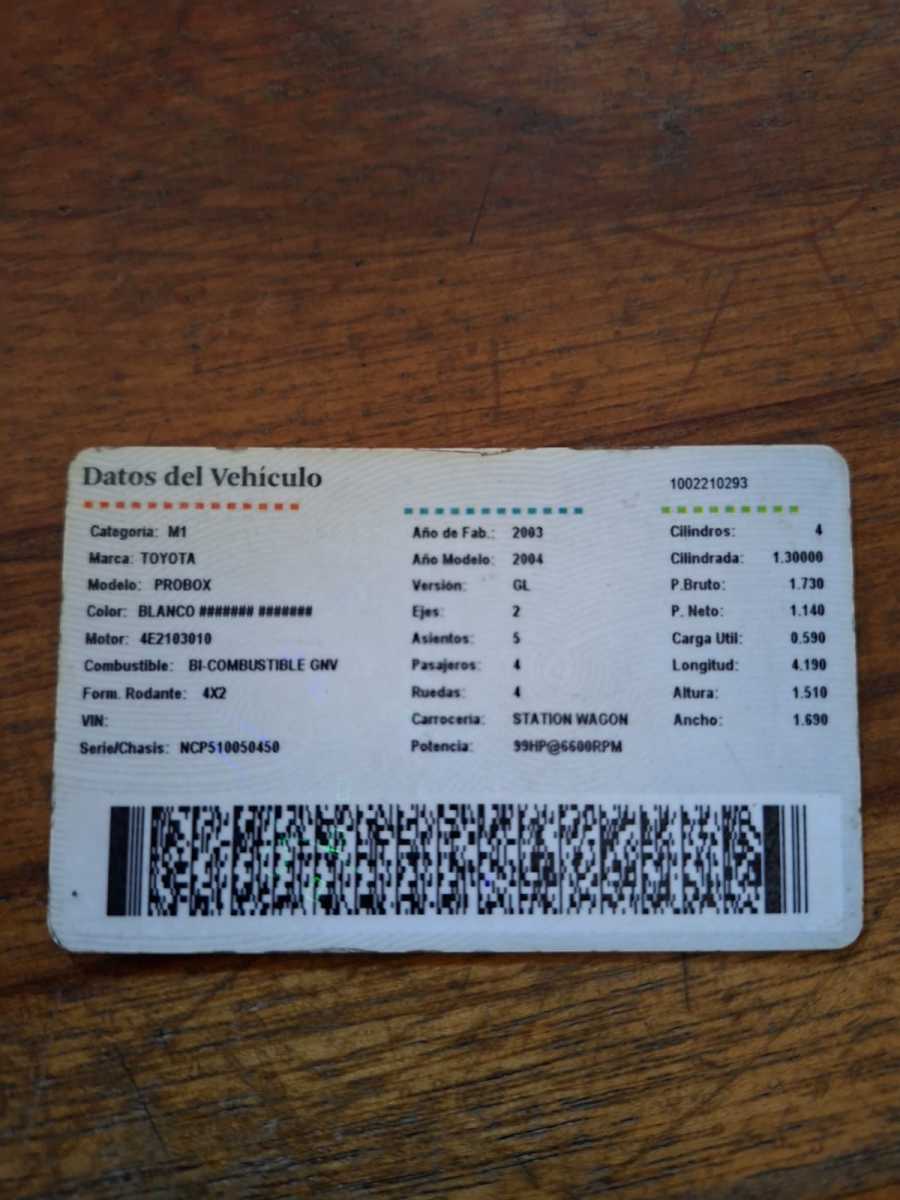 Datos del Vehículo
1002210293
Categoria: M1
Marca: TOYOTA
Modelo: PROBOX
Color: BLANCO ####### #######
Motor: 4E2103010
Combustible: BI-COMBUSTIBLE GNV
Form. Rodante: 4X2
VIN:
Serie/Chasis: NCP510050450
Año de Fab.: 2003
Año Modelo: 2004
Versión: GL
Ejes: 2
Asientos: 5
Pasajeros: 4
Ruedas: 4
Carrocería: STATION WAGON
Potencia: 99HP@6600RPM
Cilindros: 4
Cilindrada: 1.30000
P.Bruto: 1.730
P. Neto: 1.140
Carga Util: 0.590
Longitud: 4.190
Altura: 1.510
Ancho: 1.690